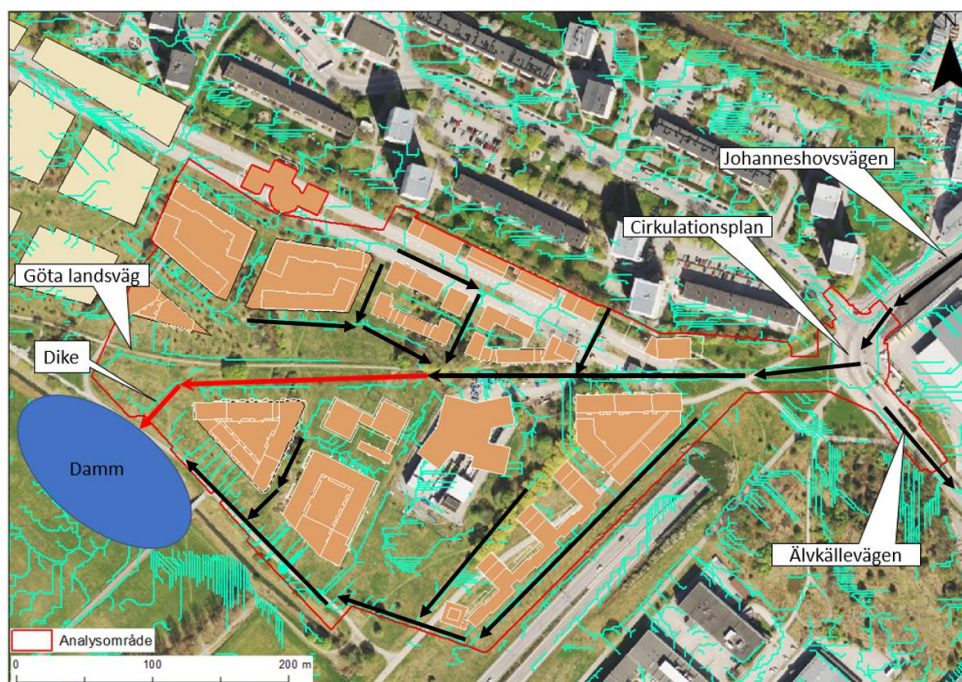 N
Johanneshovsvägen
Cirkulationsplan
Göta landsväg
Dike
Damm
Älvkällevägen
Analysområde
0 100 200 m